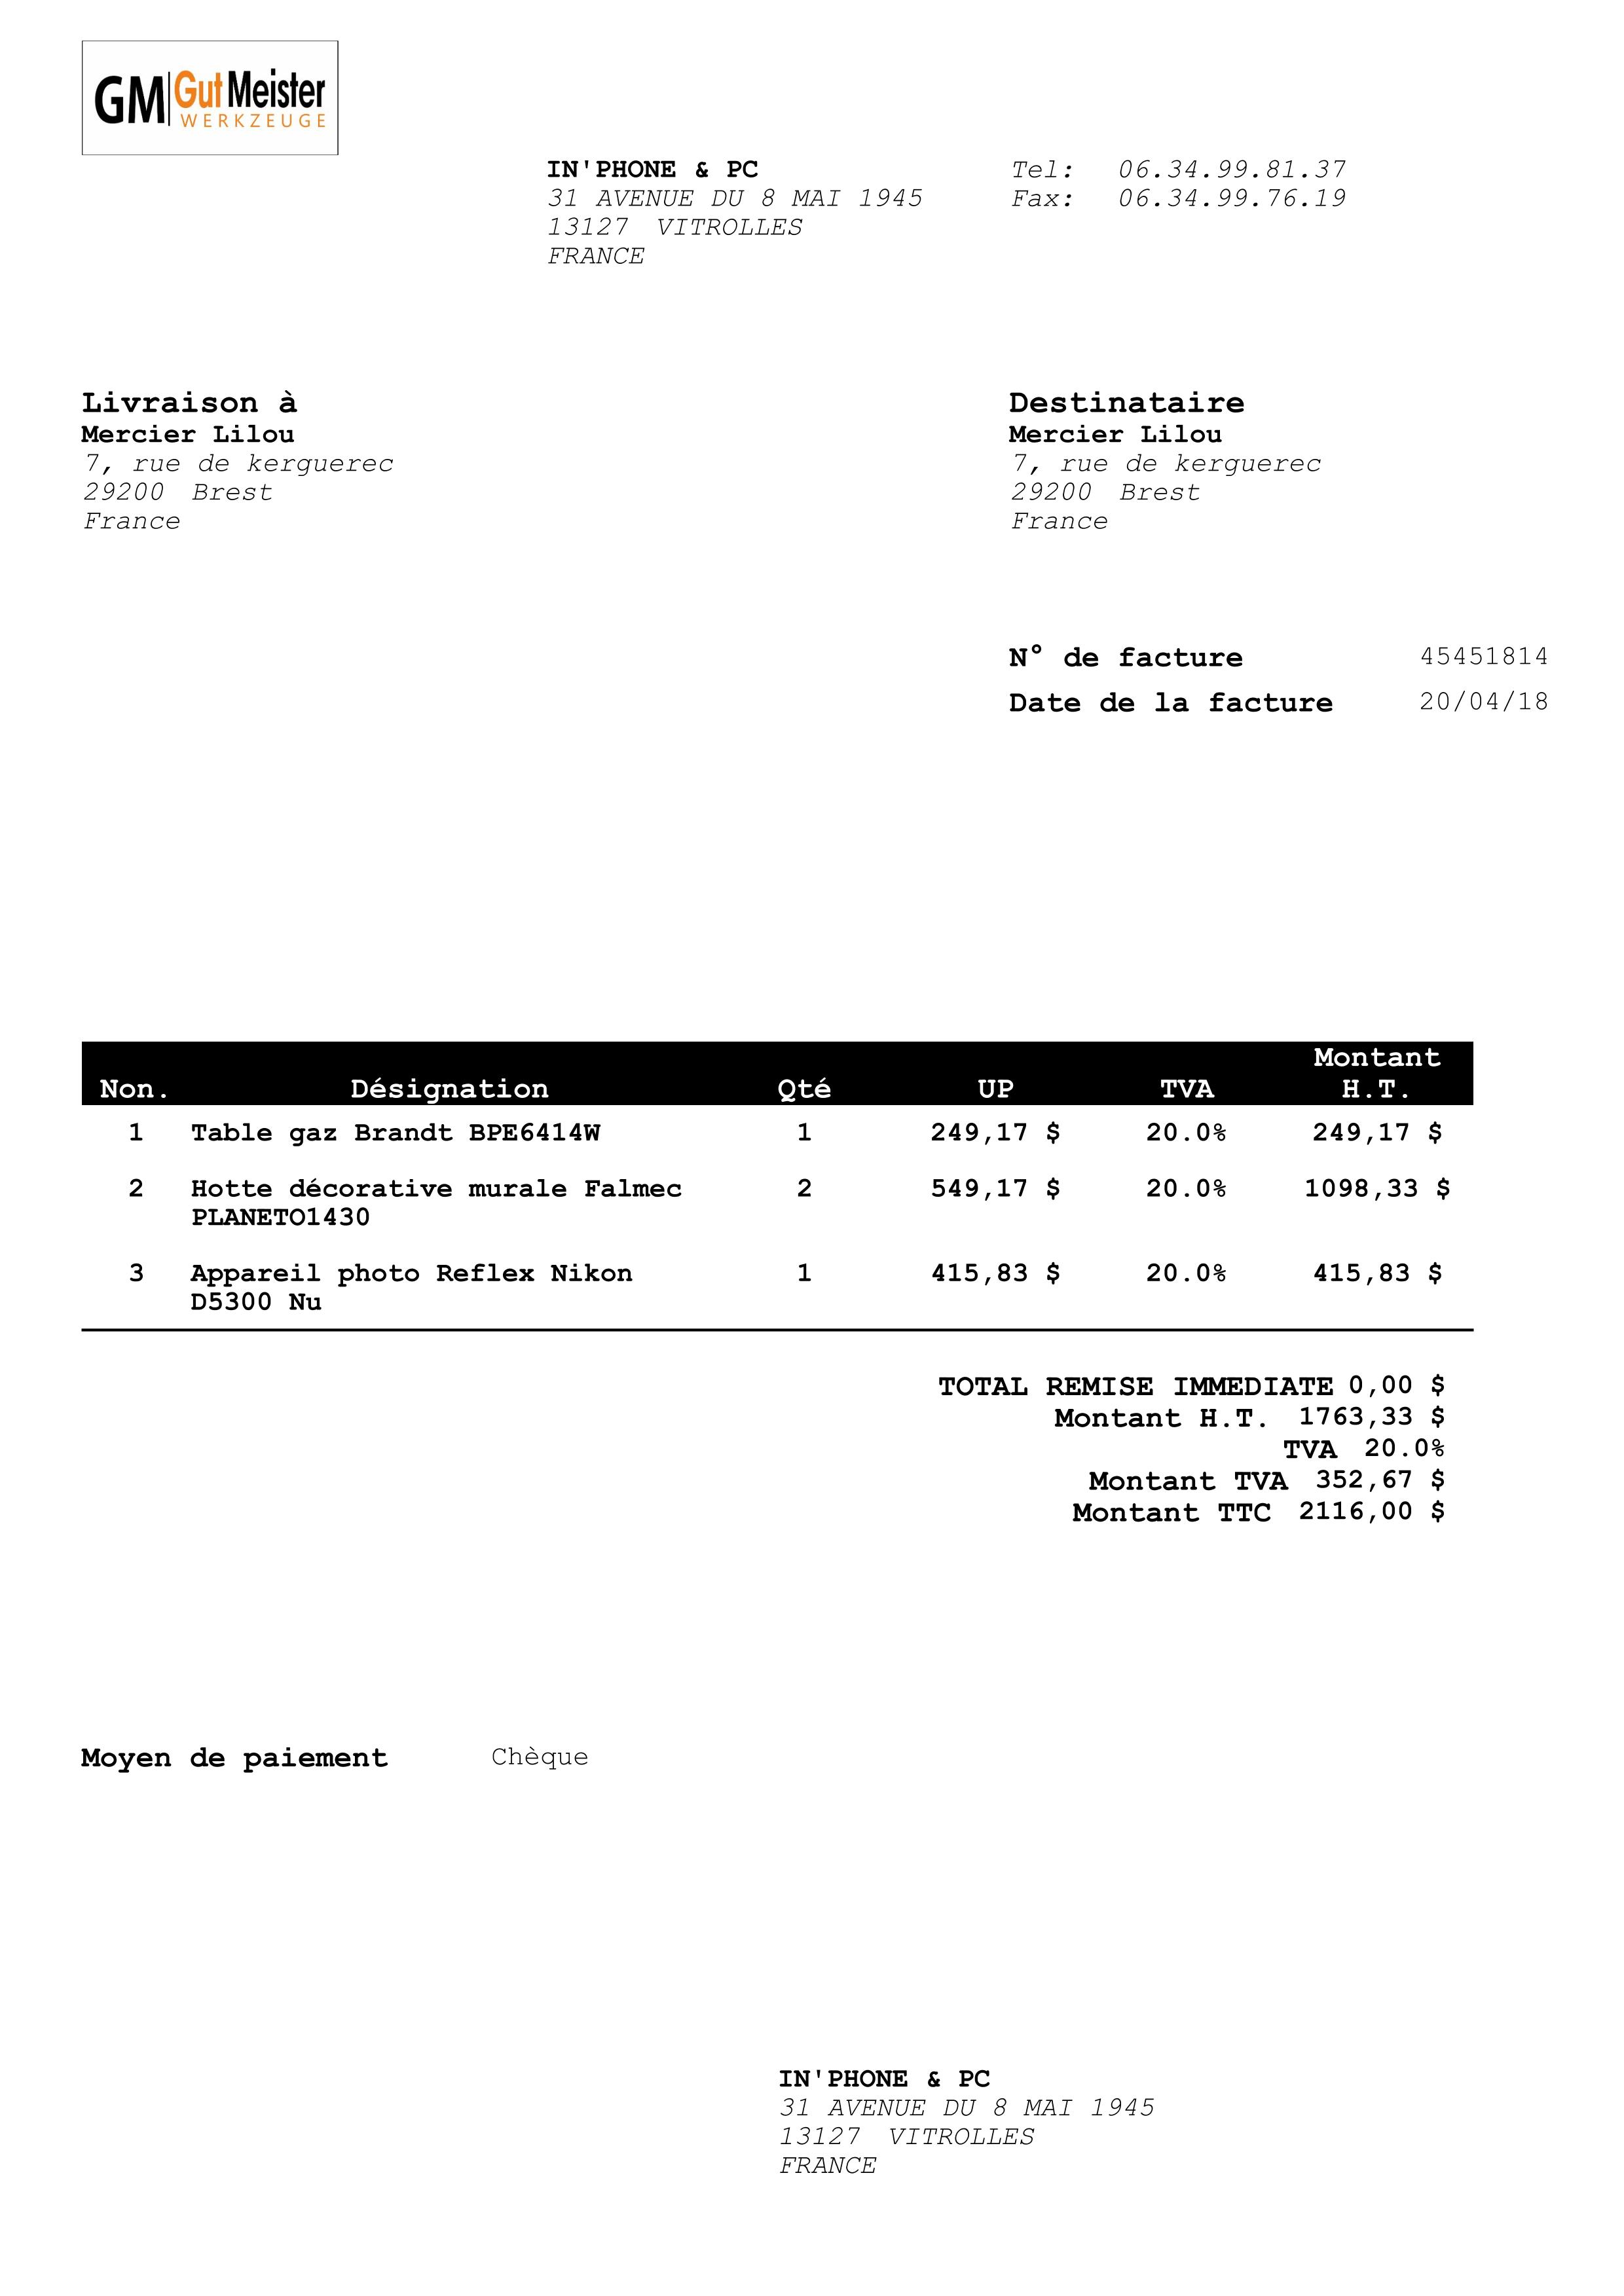 GM GutMeister
WERKZEUGE
IN'PHONE & PC
31 AVENUE DU 8 MAI 1945
13127 VITROLLES
FRANCE
Tel: 06.34.99.81.37
Fax: 06.34.99.76.19
Livraison à
Mercier Lilou
7, rue de kerguerec
29200 Brest
France
Destinataire
Mercier Lilou
7, rue de kerguerec
29200 Brest
France
N° de facture 45451814
Date de la facture 20/04/18
Non. Désignation Qté UP TVA Montant H.T.
1 Table gaz Brandt BPE6414W 1 249,17 $ 20.0% 249,17 $
2 Hotte décorative murale Falmec 2 549,17 $ 20.0% 1098,33 $
PLANETO1430
3 Appareil photo Reflex Nikon 1 415,83 $ 20.0% 415,83 $
D5300 Nu
TOTAL REMISE IMMEDIATE 0,00 $
Montant H.T. 1763,33 $
TVA 20.0%
Montant TVA 352,67 $
Montant TTC 2116,00 $
Moyen de paiement Chèque
IN'PHONE & PC
31 AVENUE DU 8 MAI 1945
13127 VITROLLES
FRANCE